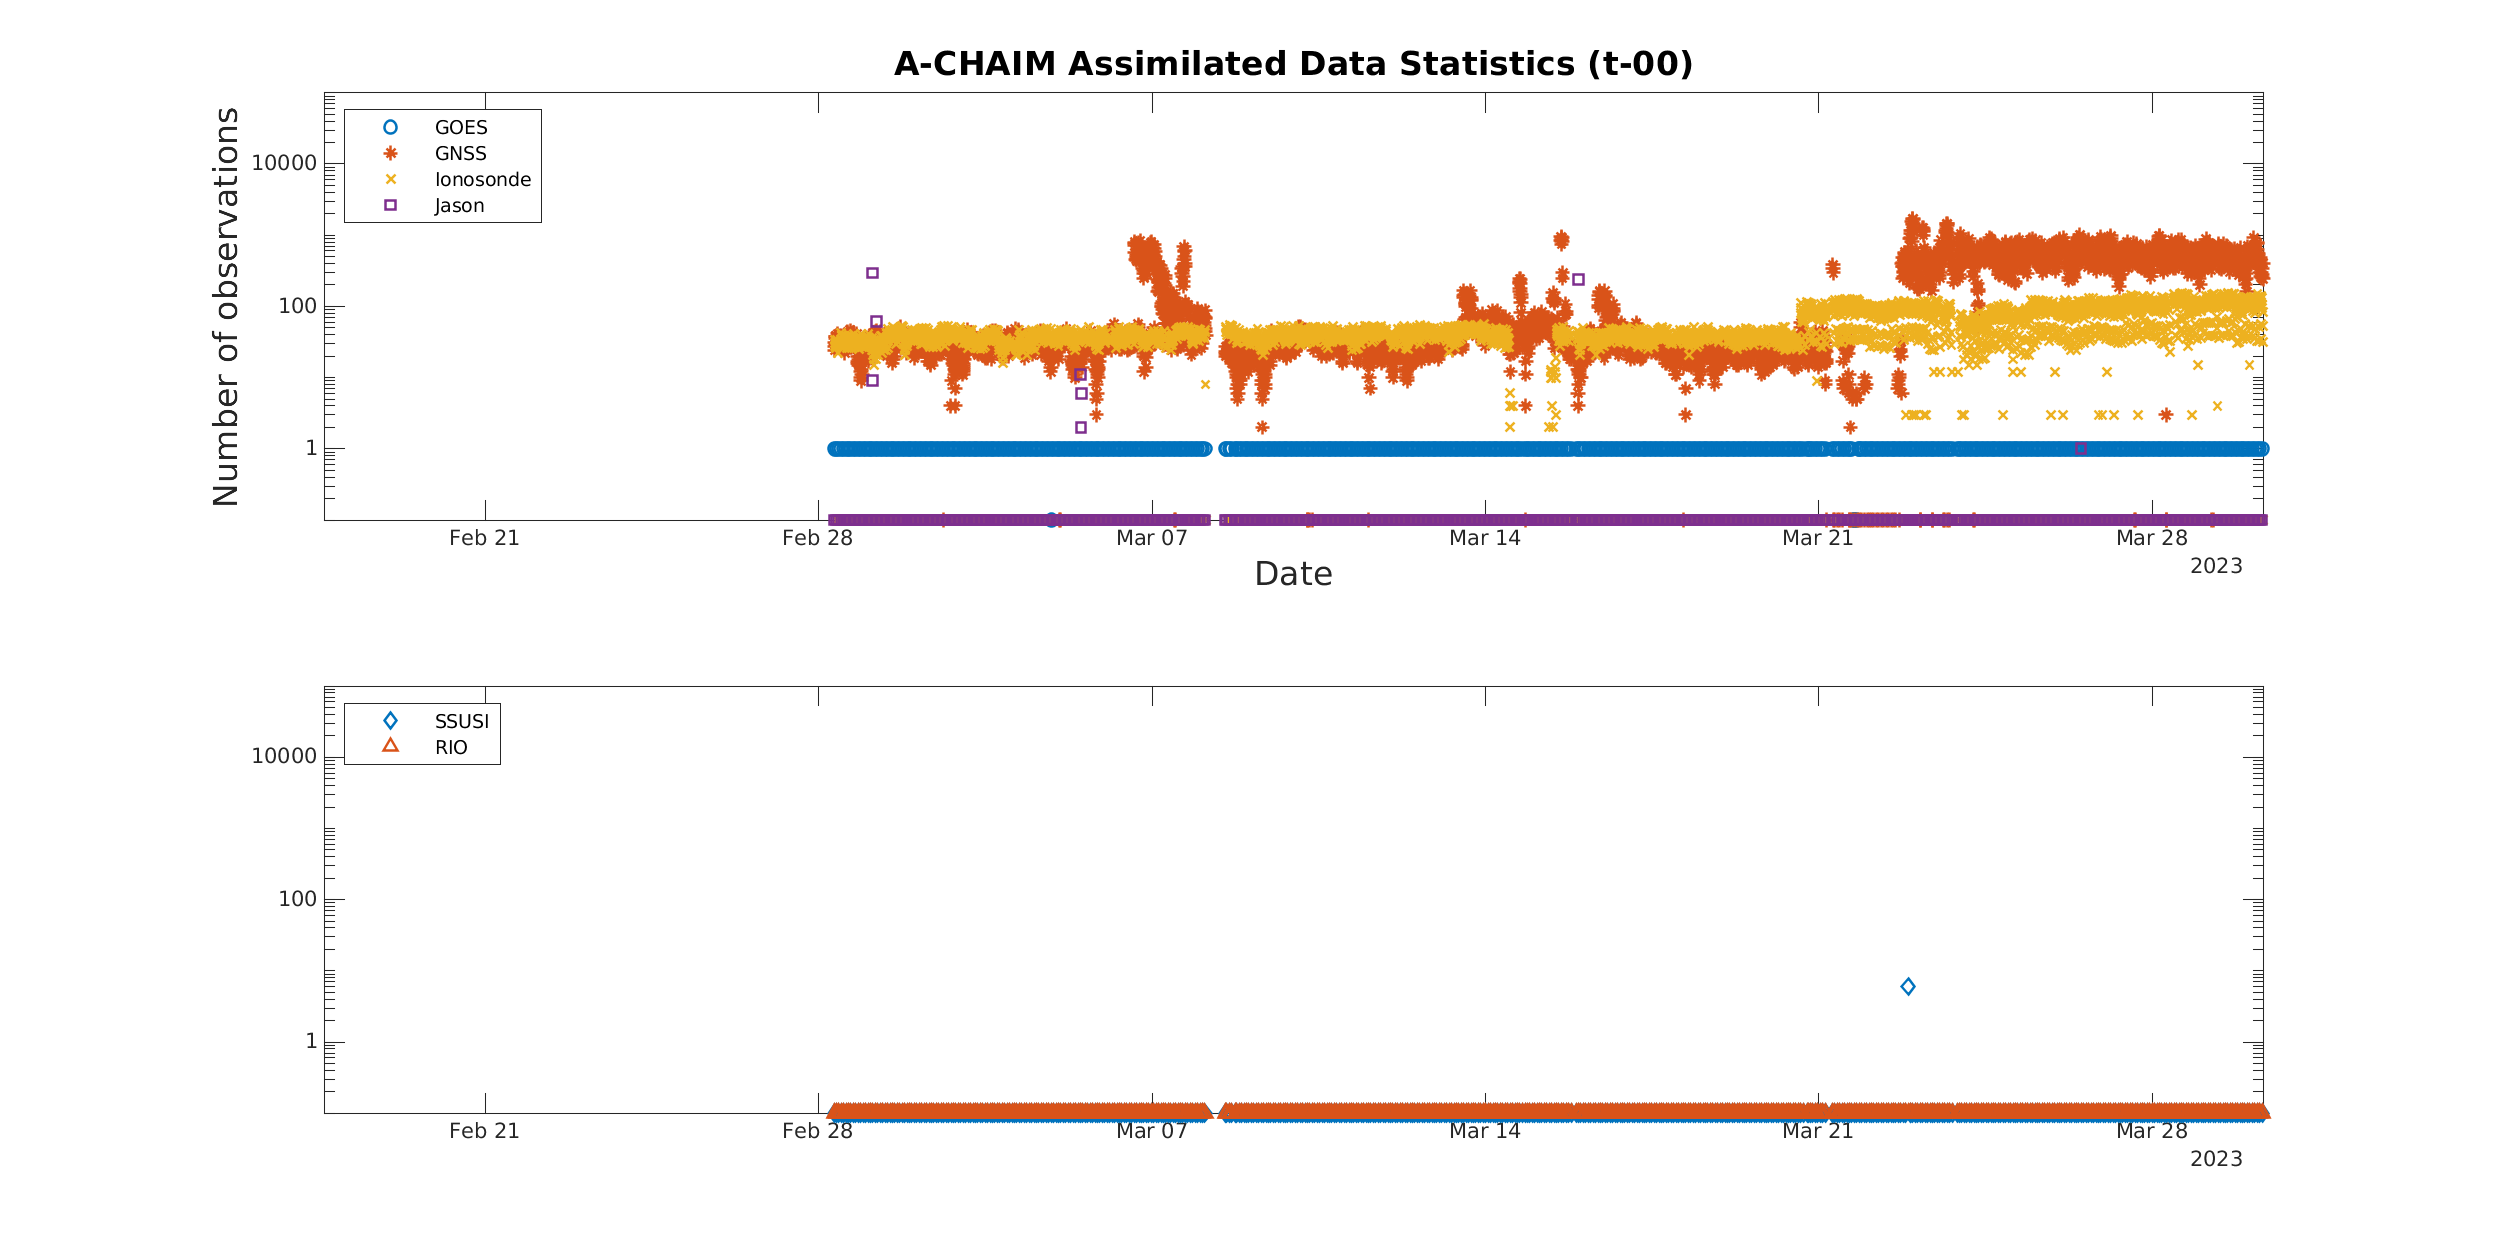 A-CHAIM Assimilated Data Statistics (t-00)
Number of observations
10000
100
1
GOES
GNSS
Ionosonde
Jason
Feb 21 Feb 28 Mar 07 Mar 14 Mar 21 Mar 28
2023
Date
10000
100
1
SSUSI
RIO
Feb 21 Feb 28 Mar 07 Mar 14 Mar 21 Mar 28
2023